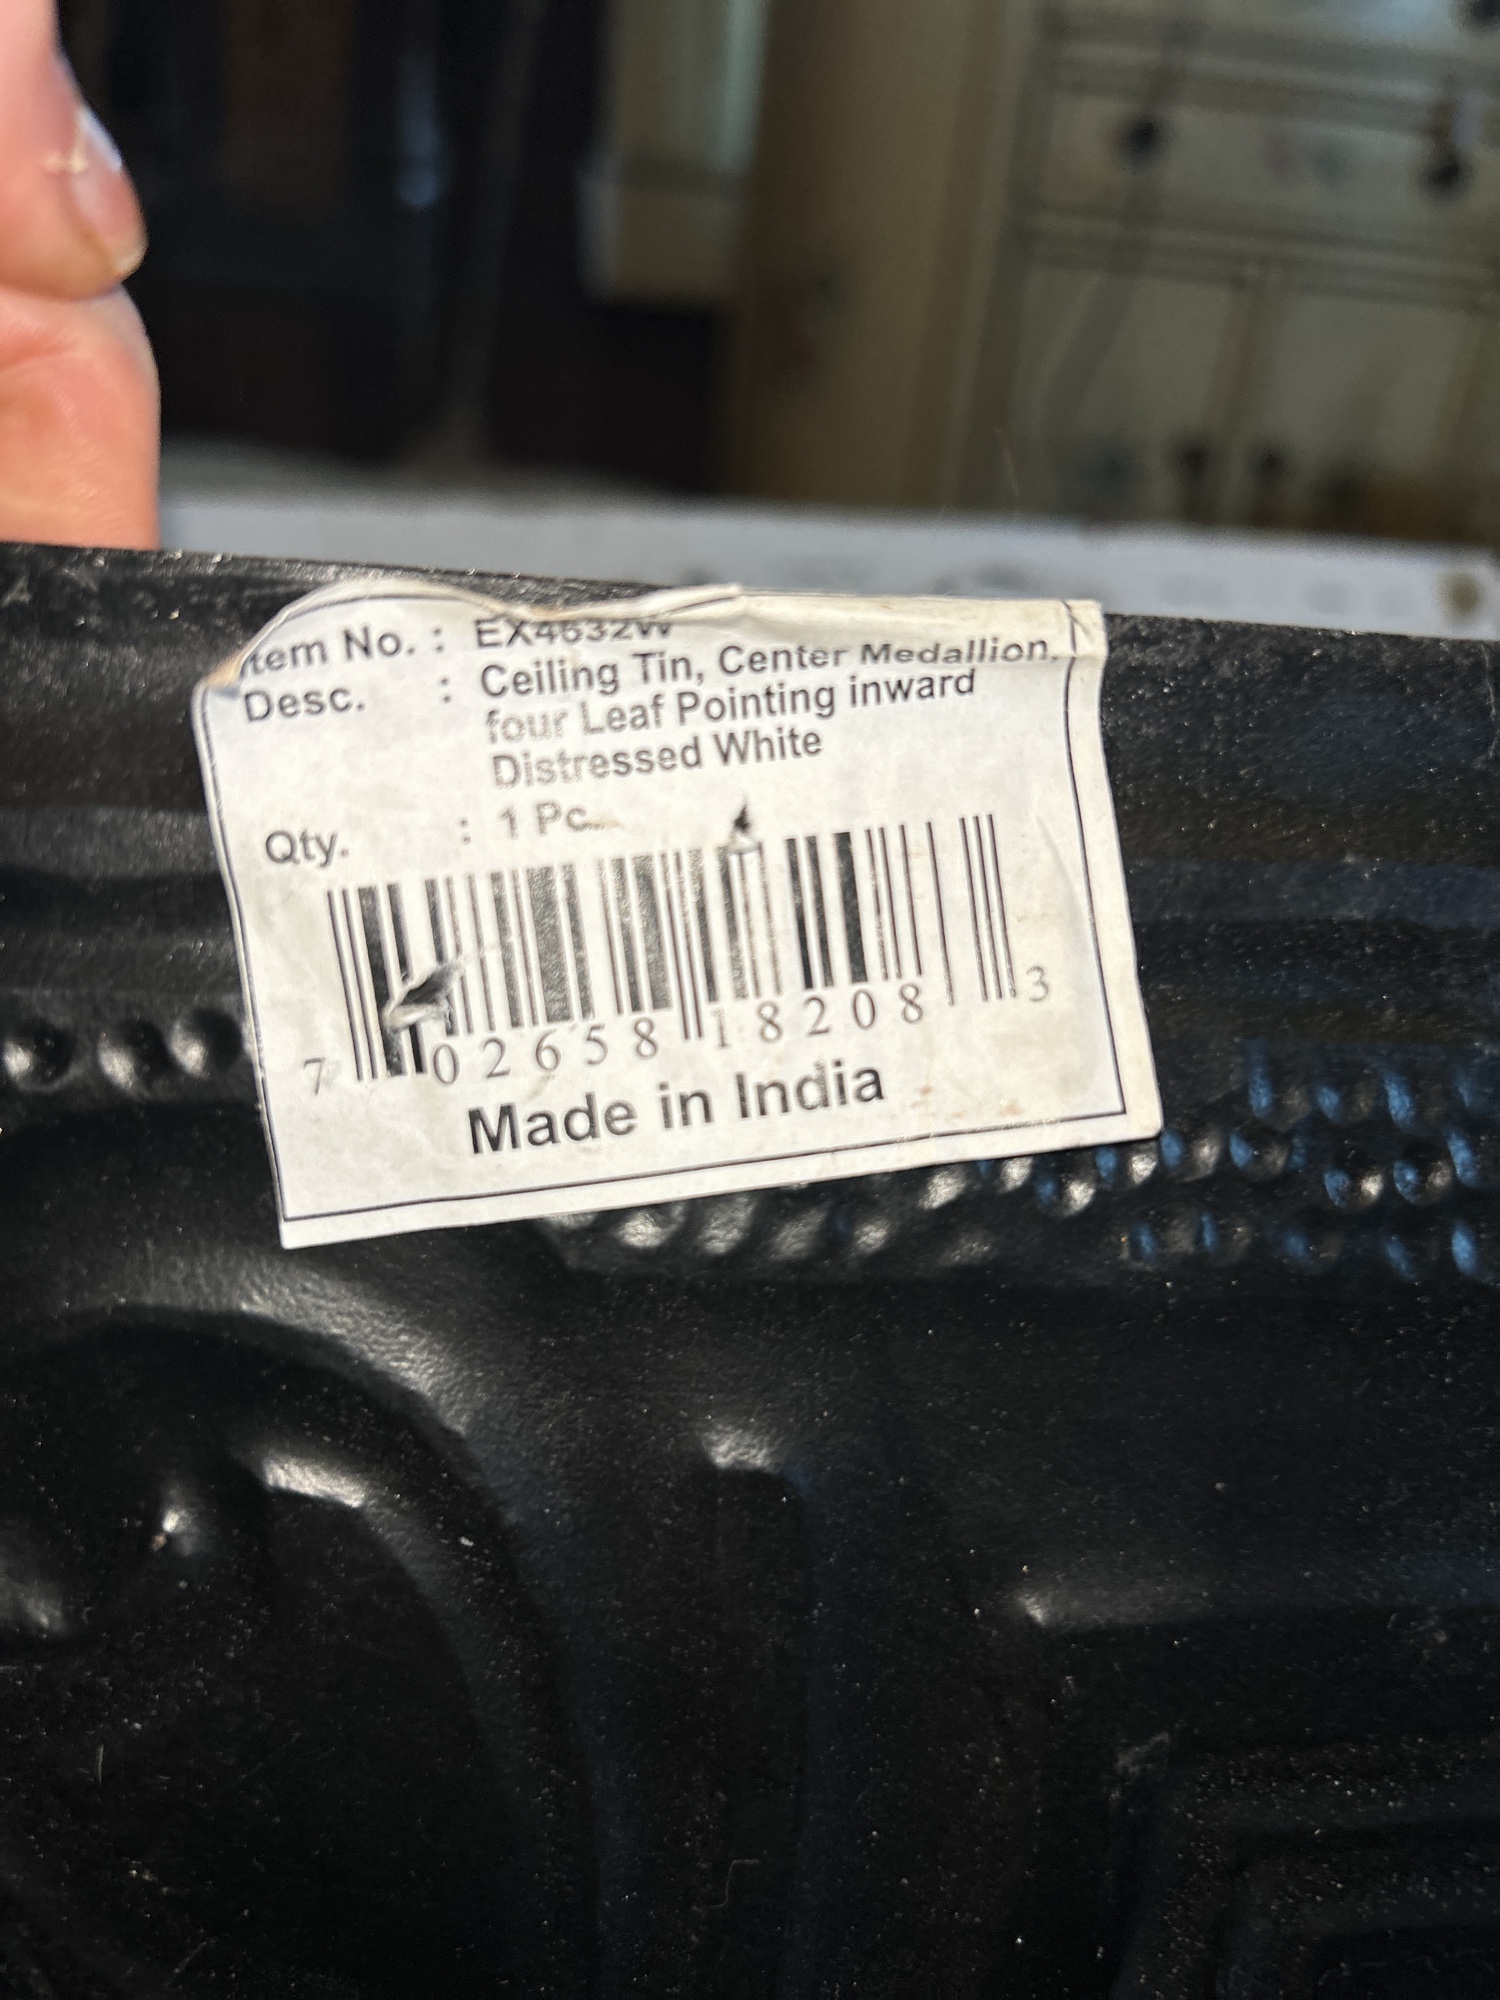 Item No. : EX4632W
Desc. : Ceiling Tin, Center Medallion,
four Leaf Pointing inward
Distressed White
Qty. : 1 Pc.
7 02658 18208 3
Made in India